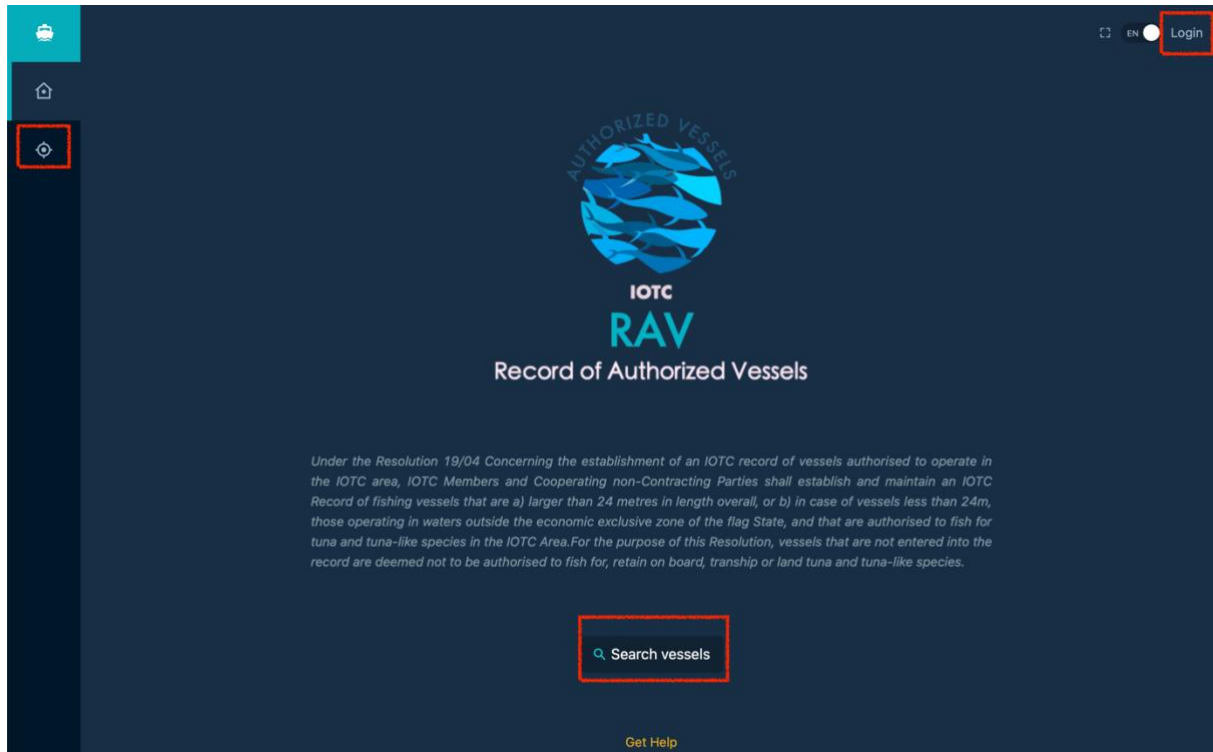 EN Login
AUTHORIZED VESSELS
IOTC
RAV
Record of Authorized Vessels
Under the Resolution 19/04 Concerning the establishment of an IOTC record of vessels authorised to operate in
the IOTC area, IOTC Members and Cooperating non-Contracting Parties shall establish and maintain an IOTC
Record of fishing vessels that are a) larger than 24 metres in length overall, or b) in case of vessels less than 24m,
those operating in waters outside the economic exclusive zone of the flag State, and that are authorised to fish for
tuna and tuna-like species in the IOTC Area.For the purpose of this Resolution, vessels that are not entered into the
record are deemed not to be authorised to fish for, retain on board, tranship or land tuna and tuna-like species.
Search vessels
Get Help